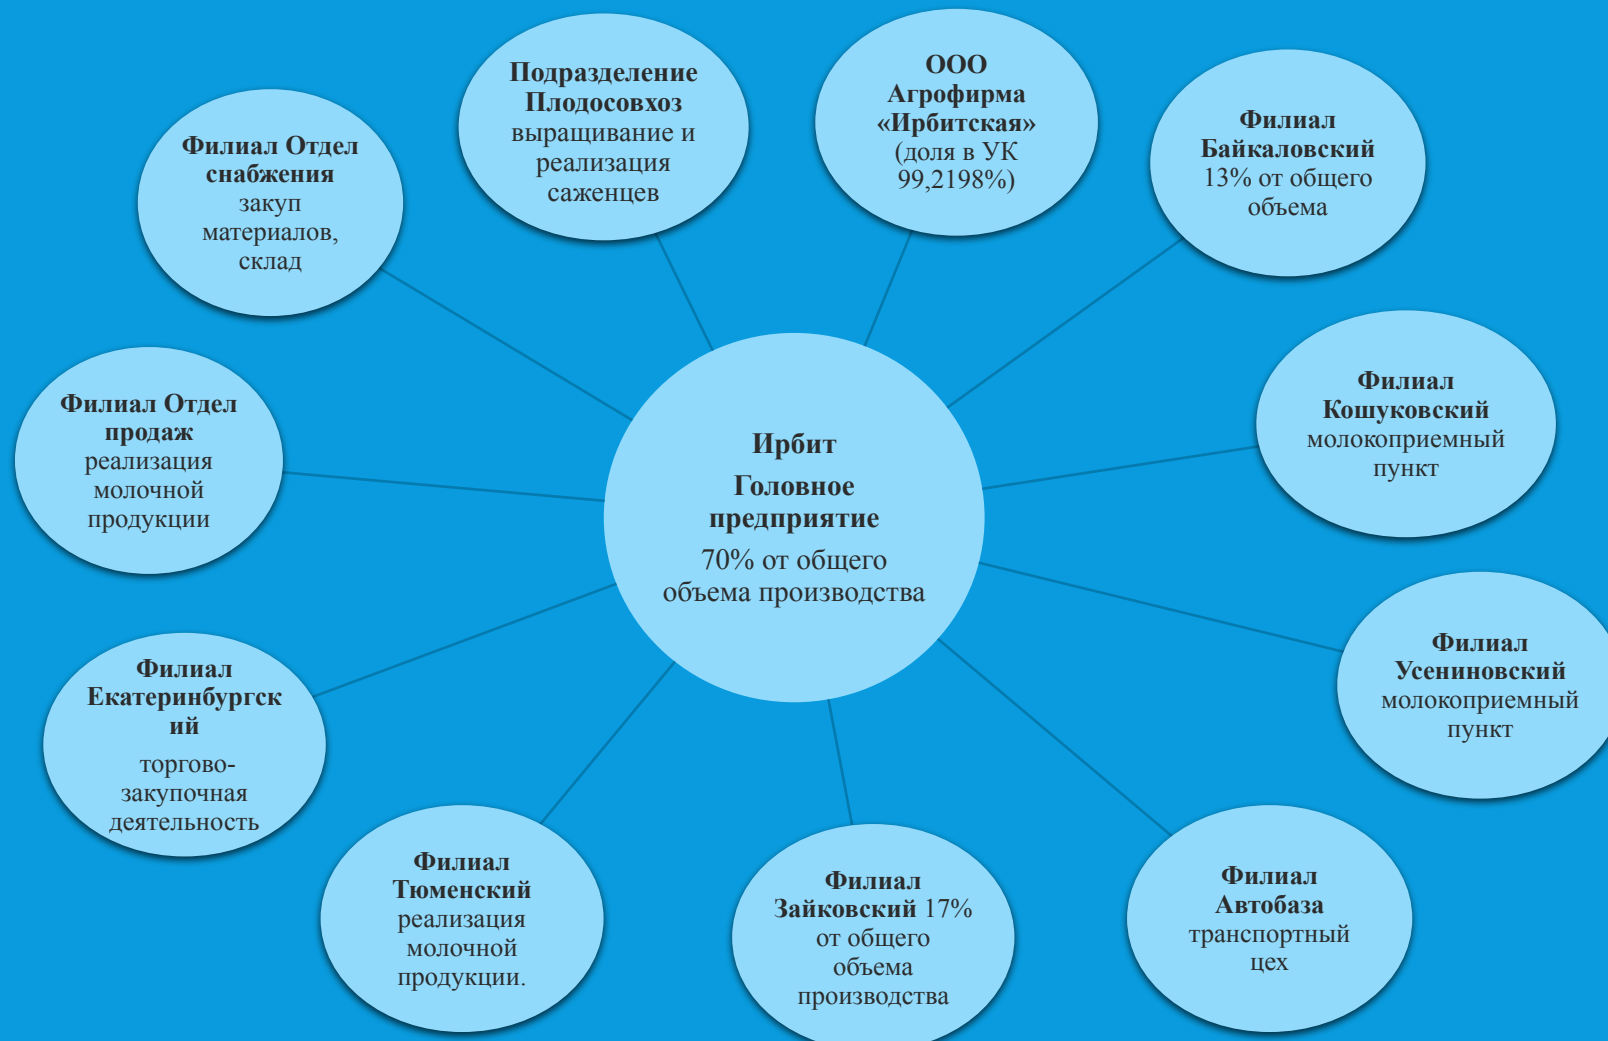 Подразделение
Плодосовхоз
выращивание и
реализация
саженцев
ООО
Агрофирма
«Ирбитская»
(доля в УК
99,2198%)
Филиал
Байкаловский
13% от общего
объема
Филиал Отдел
снабжения
закуп
материалов,
склад
Филиал
Кошуковский
молокоприемный
пункт
Филиал Отдел
продаж
реализация
молочной
продукции
Ирбит
Головное
предприятие
70% от общего
объема производства
Филиал
Усениновский
молокоприемный
пункт
Филиал
Екатеринбургск
ий
торгово-
закупочная
деятельность
Филиал
Тюменский
реализация
молочной
продукции.
Филиал
Зайковский 17%
от общего
объема
производства
Филиал
Автобаза
транспортный
цех